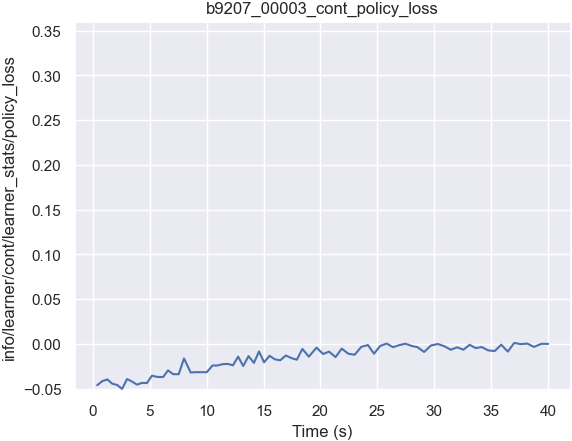 b9207_00003_cont_policy_loss
info/learner/cont/learner_stats/policy_loss
0.35
0.30
0.25
0.20
0.15
0.10
0.05
0.00
−0.05
0 5 10 15 20 25 30 35 40
Time (s)